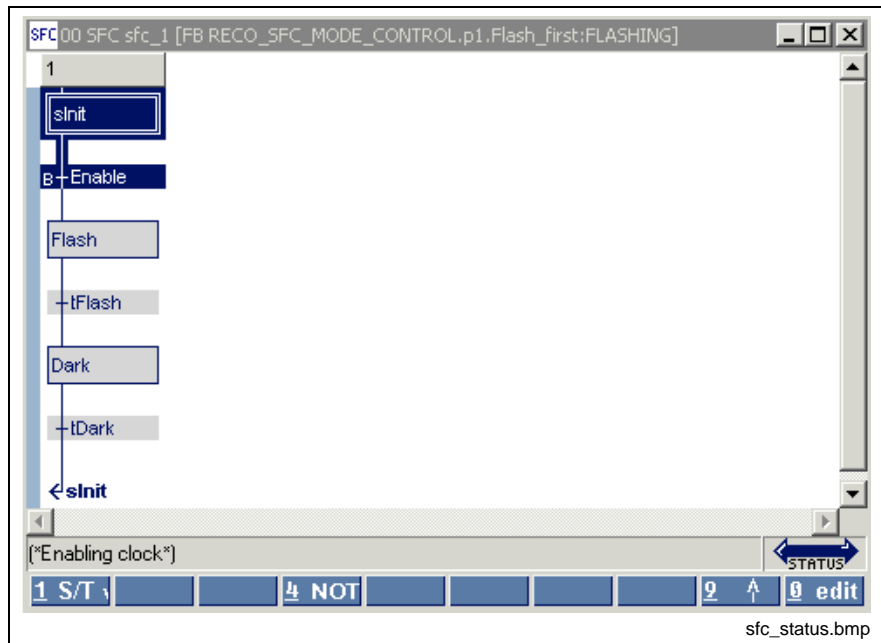 SFC 00 SFC sfc_1 [FB RECO_SFC_MODE_CONTROL.p1.Flash_first:FLASHING]
1
sInit
B Enable
Flash
tFlash
Dark
tDark
sInit
(*Enabling clock*)
STATUS
1 S/T 4 NOT 9 0 edit
sfc_status.bmp